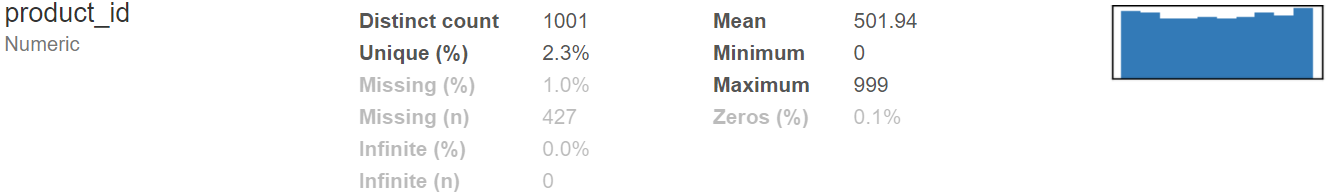 product_id
Numeric
Distinct count 1001
Unique (%) 2.3%
Missing (%) 1.0%
Missing (n) 427
Infinite (%) 0.0%
Infinite (n) 0
Mean 501.94
Minimum 0
Maximum 999
Zeros (%) 0.1%